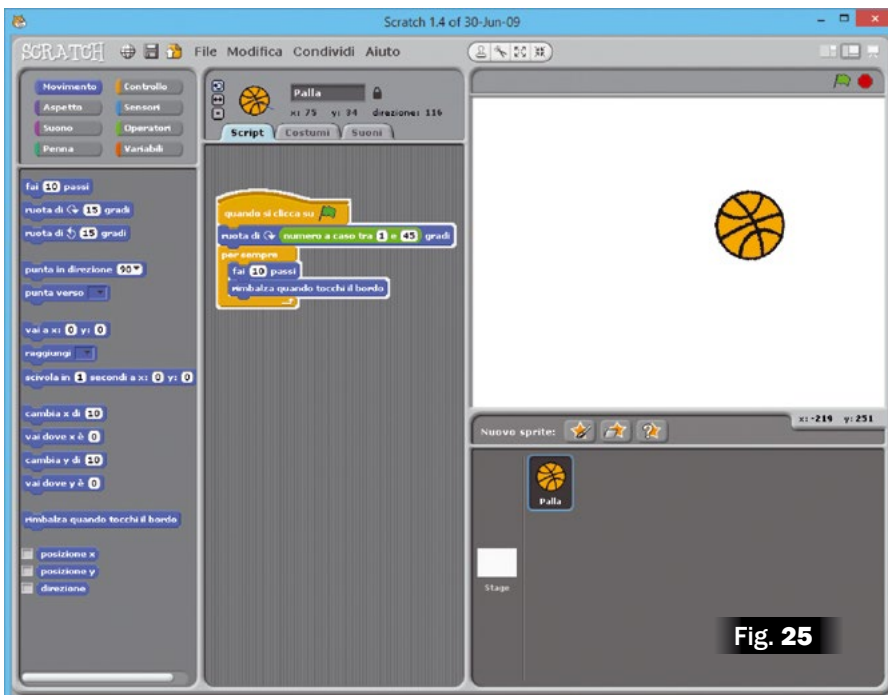 Scratch 1.4 of 30-Jun-09
SCRATCH File Modifica Condividi Aiuto
Movimento Controllo
Aspetto Sensori
Suono Operatori
Penna Variabili
fai 10 passi
ruota di 15 gradi
ruota di 15 gradi
punta in direzione 90
punta verso
vai a x: 0 y: 0
raggiungi
scivola in 1 secondi a x: 0 y: 0
cambia x di 10
vai dove x è 0
cambia y di 10
vai dove y è 0
rimbalza quando tocchi il bordo
posizione x
posizione y
direzione
Palla
x: 75 y: 34 direzione: 116
Script Costumi Suoni
quando si clicca su
ruota di numero a caso tra 1 e 45 gradi
per sempre
fai 10 passi
rimbalza quando tocchi il bordo
x: -219 y: 251
Nuovo sprite:
Palla
Stage
Fig. 25